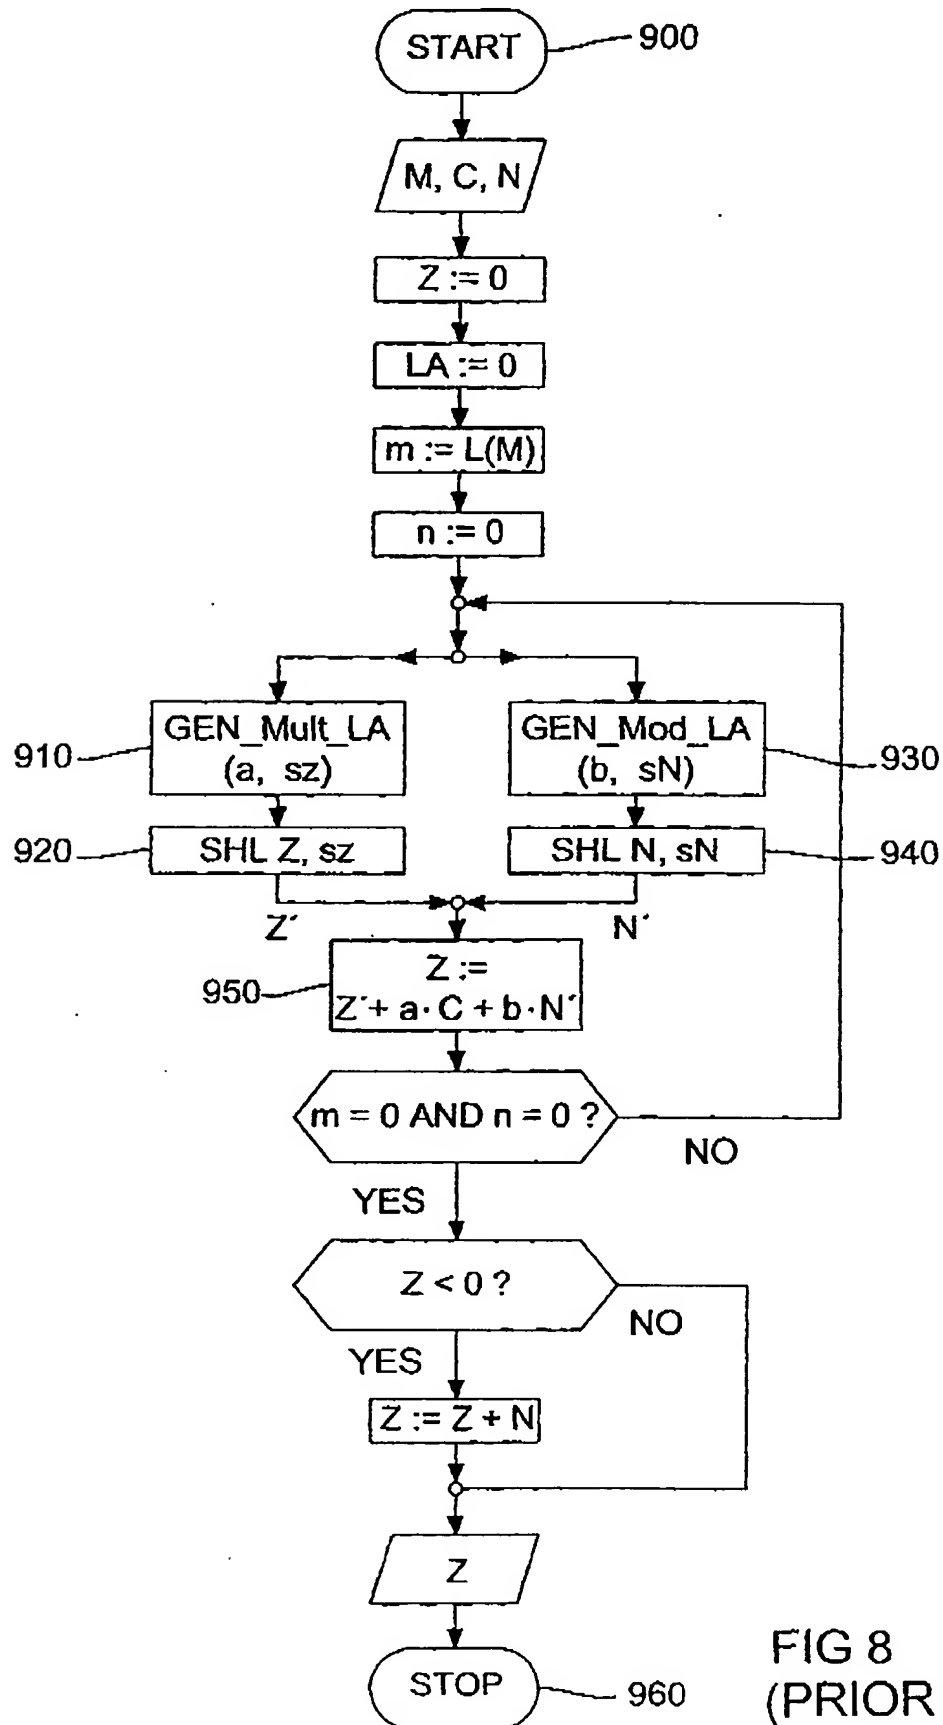 START
900
M, C, N
Z := 0
LA := 0
m := L(M)
n := 0
GEN_Mult_LA
(a, sz)
910
GEN_Mod_LA
(b, sN)
930
SHL Z, sz
920
SHL N, sN
940
Z´
N´
950
Z :=
Z´+ a· C + b· N´
m = 0 AND n = 0 ?
NO
YES
Z < 0 ?
NO
YES
Z := Z + N
Z
STOP
960
FIG 8
(PRIOR